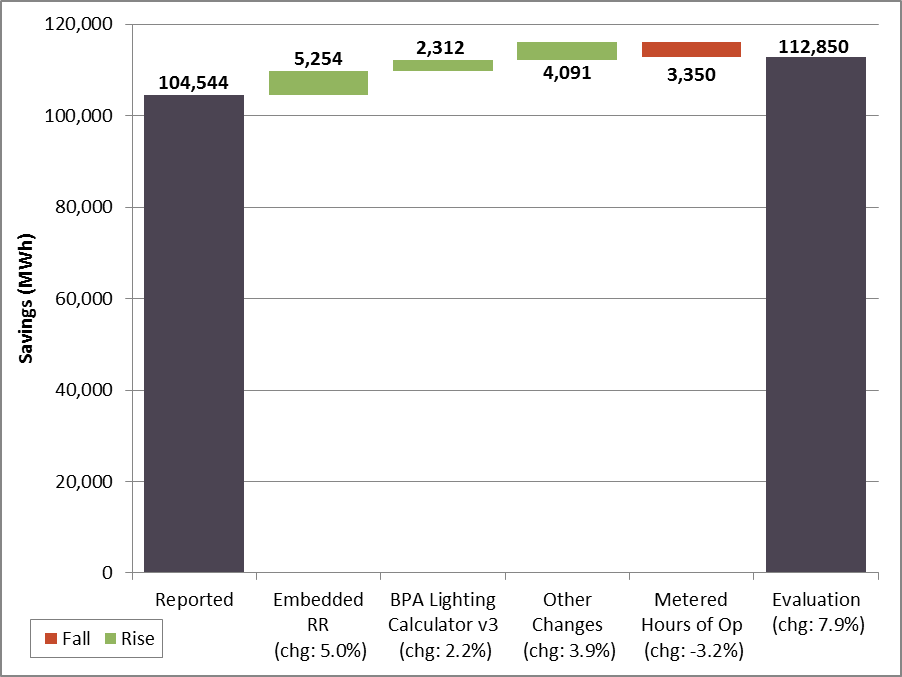 120,000
100,000
80,000
60,000
40,000
20,000
0
Savings (MWh)
104,544
5,254
2,312
4,091
3,350
112,850
Reported
Embedded
RR
(chg: 5.0%)
BPA Lighting
Calculator v3
(chg: 2.2%)
Other
Changes
(chg: 3.9%)
Metered
Hours of Op
(chg: -3.2%)
Evaluation
(chg: 7.9%)
Fall Rise